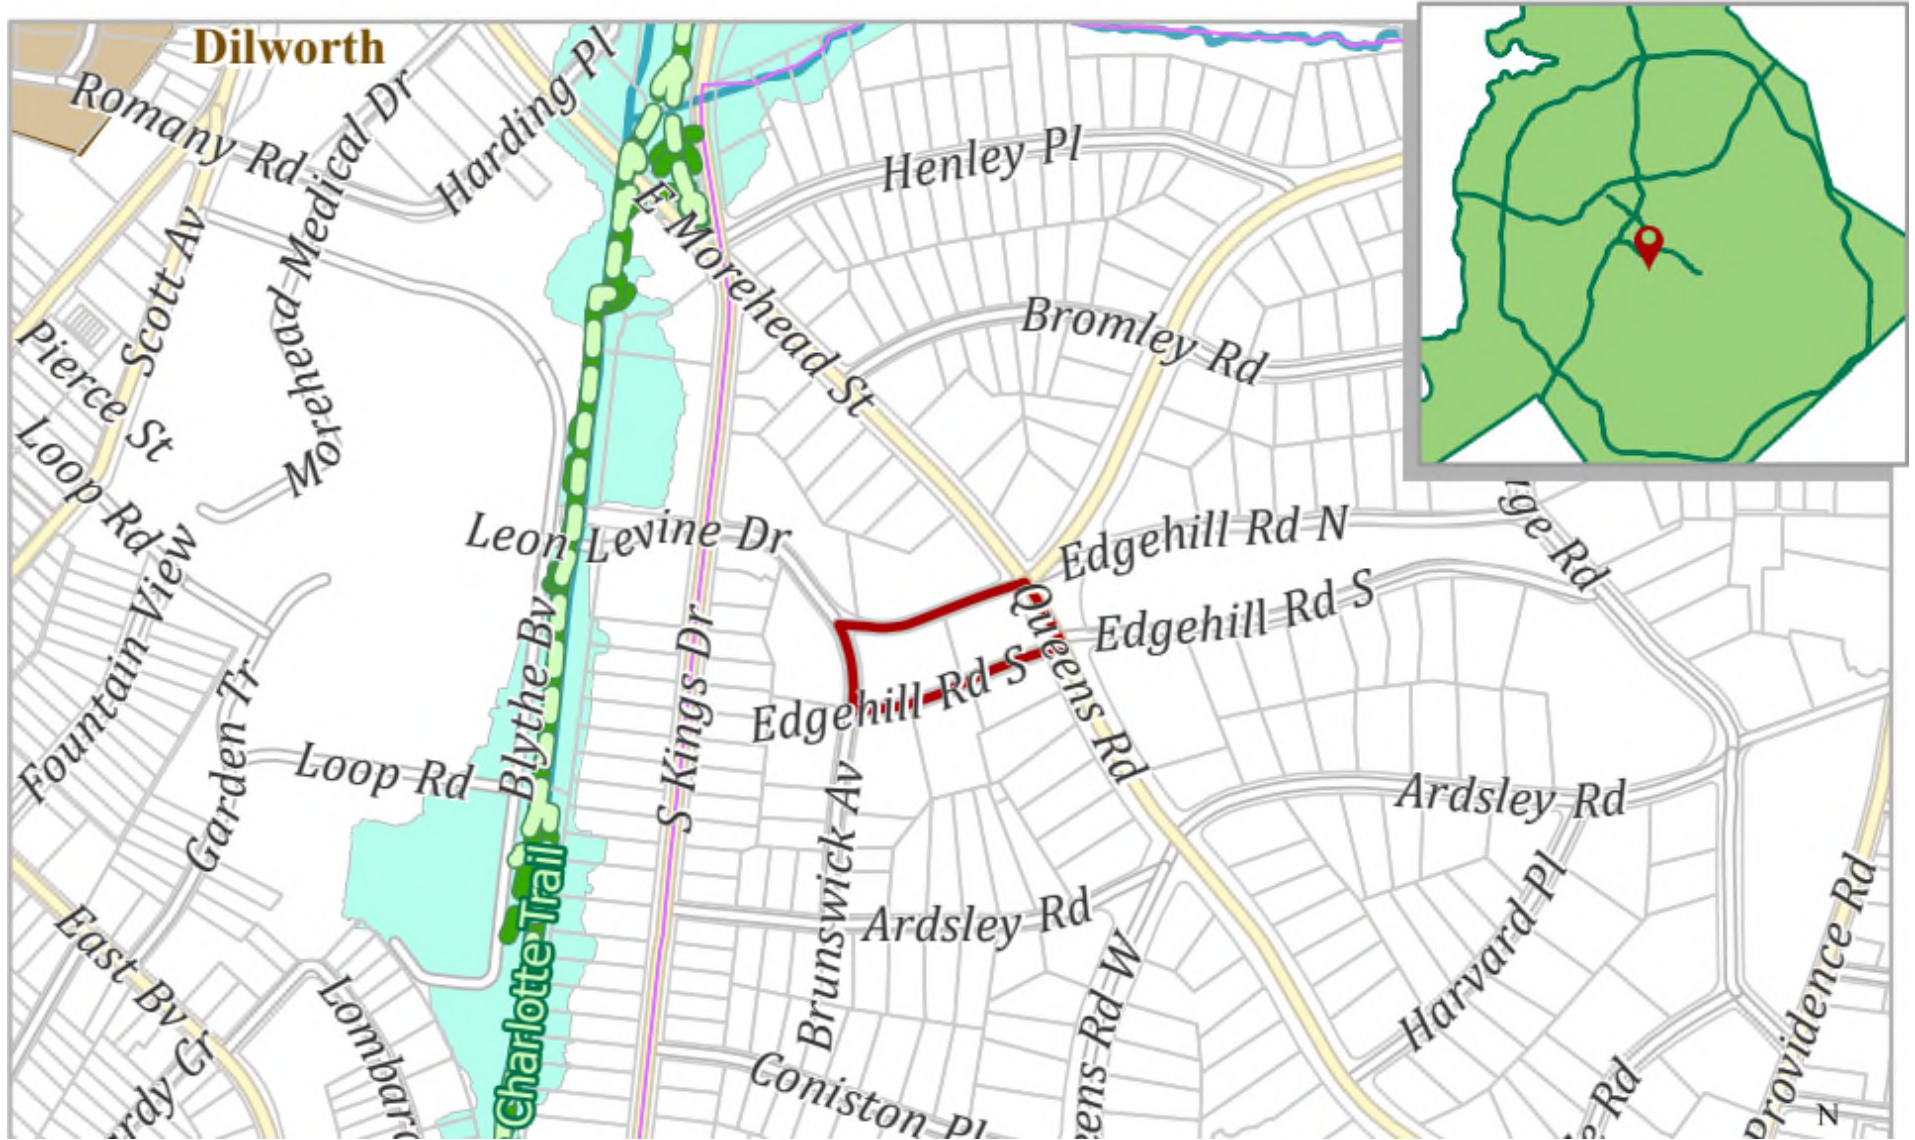 Dilworth
Romany Rd
Harding Pl
Morehead Medical Dr
Henley Pl
E Morehead St
Scott Av
Bromley Rd
Pierce St
Loop Rd
Leon Levine Dr
Edgehill Rd N
Rd
Fountain View
Queens Rd
Edgehill Rd S
Edgehill Rd S
Blythe Bv
S Kings Dr
Garden Tr
Loop Rd
Ardsley Rd
Brunswick Av
Ardsley Rd
Charlotte Trail
Harvard Pl
Providence Rd
East Bv
Rd W
Coniston Pl
Rd